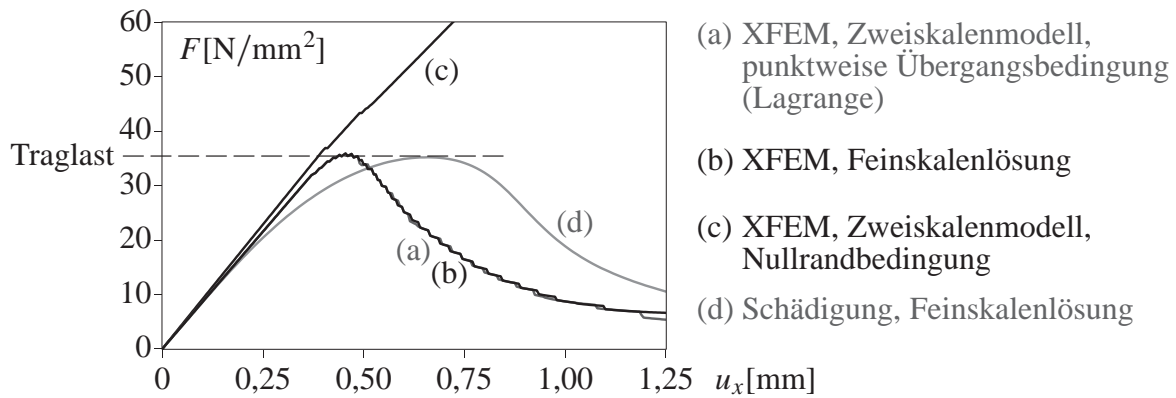 60
F[N/mm²]
50
(c)
40
Traglast
30
20
(a)
(b)
(d)
10
0
0
0,25
0,50
0,75
1,00
1,25
uₓ[mm]
(a) XFEM, Zweiskalenmodell,
punktweise Übergangsbedingung
(Lagrange)
(b) XFEM, Feinskalenlösung
(c) XFEM, Zweiskalenmodell,
Nullrandbedingung
(d) Schädigung, Feinskalenlösung